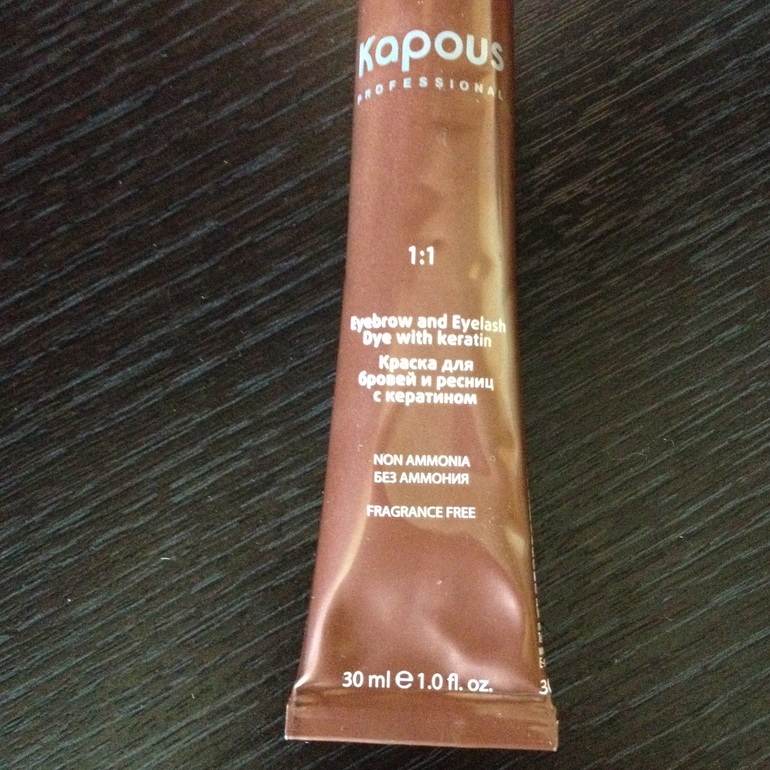 Kapous
PROFESSIONAL
1:1
Eyebrow and Eyelash
Dye with keratin
Краска для
бровей и ресниц
с кератином
NON AMMONIA
БЕЗ АММОНИЯ
FRAGRANCE FREE
30 ml e 1.0 fl. oz.